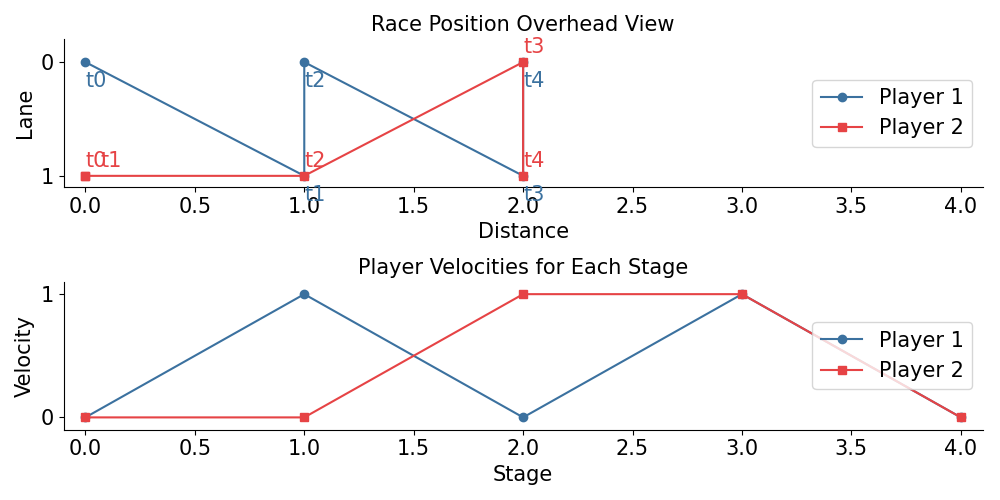 Race Position Overhead View
Lane
0
1
t0
t1
t2
t3
t4
t0
t1
t2
t3
t4
Player 1
Player 2
0.0 0.5 1.0 1.5 2.0 2.5 3.0 3.5 4.0
Distance
Player Velocities for Each Stage
Velocity
1
0
Player 1
Player 2
0.0 0.5 1.0 1.5 2.0 2.5 3.0 3.5 4.0
Stage